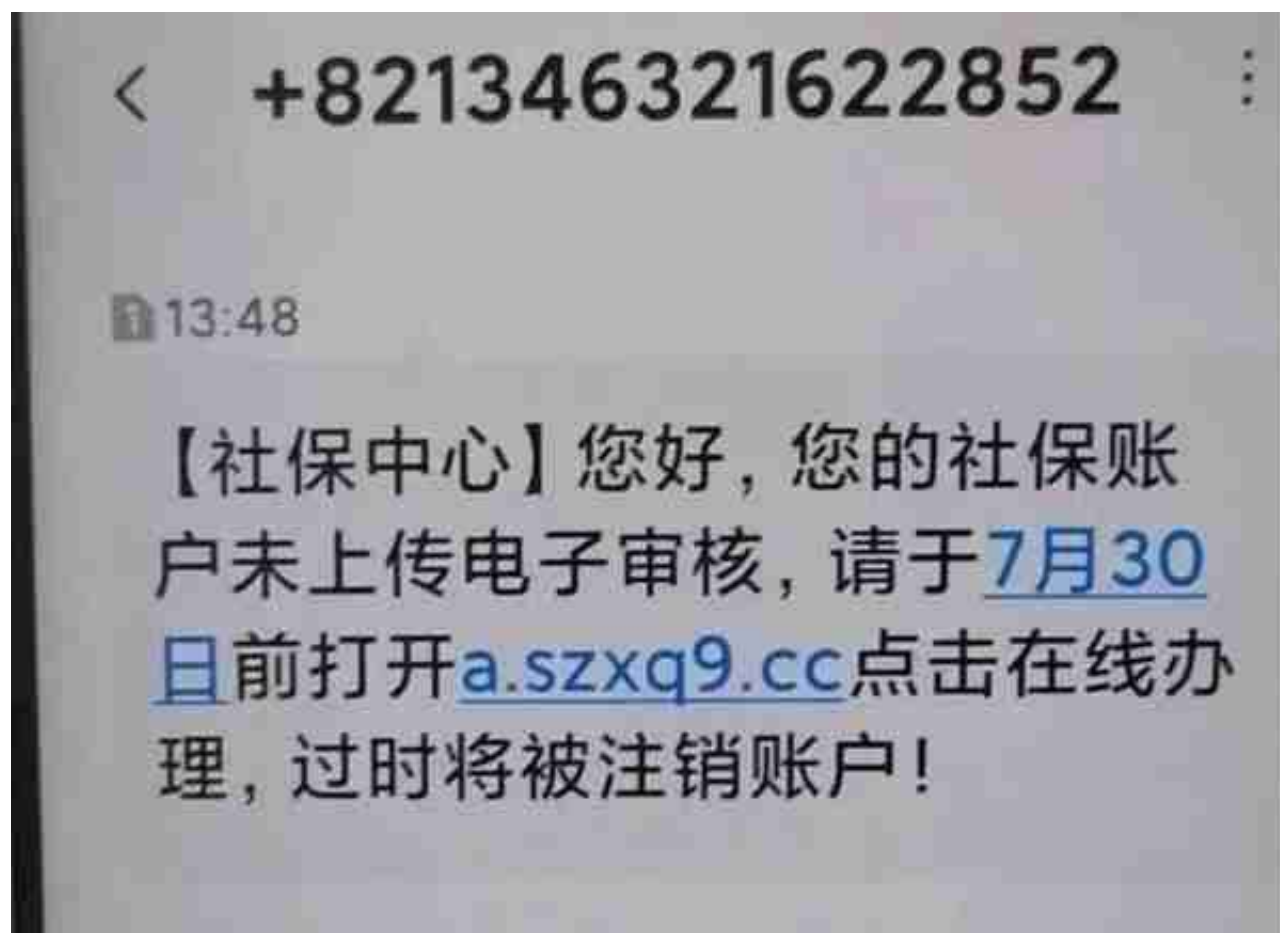 +821346321622852
13:48
【社保中心】您好，您的社保账
户未上传电子审核，请于7月30
日前打开a.szxq9.cc点击在线办
理，过时将被注销账户！